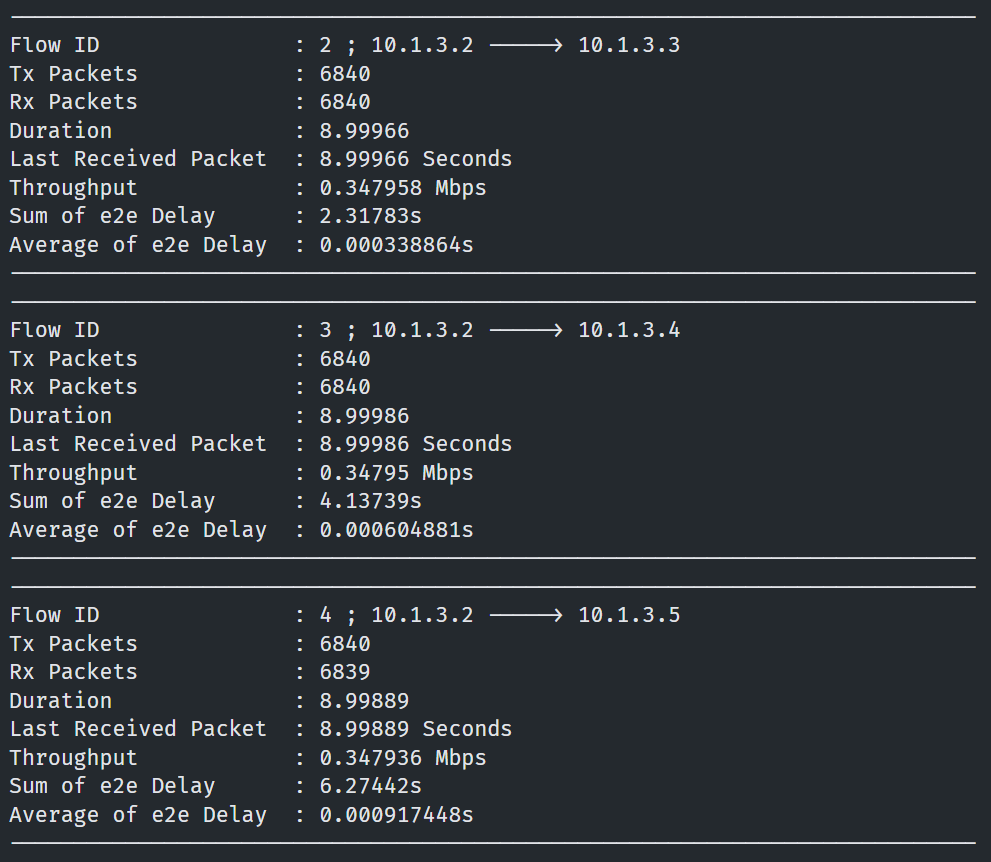 Flow ID : 2 ; 10.1.3.2 ----> 10.1.3.3
Tx Packets : 6840
Rx Packets : 6840
Duration : 8.99966
Last Received Packet : 8.99966 Seconds
Throughput : 0.347958 Mbps
Sum of e2e Delay : 2.31783s
Average of e2e Delay : 0.000338864s
Flow ID : 3 ; 10.1.3.2 ----> 10.1.3.4
Tx Packets : 6840
Rx Packets : 6840
Duration : 8.99986
Last Received Packet : 8.99986 Seconds
Throughput : 0.34795 Mbps
Sum of e2e Delay : 4.13739s
Average of e2e Delay : 0.000604881s
Flow ID : 4 ; 10.1.3.2 ----> 10.1.3.5
Tx Packets : 6840
Rx Packets : 6839
Duration : 8.99889
Last Received Packet : 8.99889 Seconds
Throughput : 0.347936 Mbps
Sum of e2e Delay : 6.27442s
Average of e2e Delay : 0.000917448s